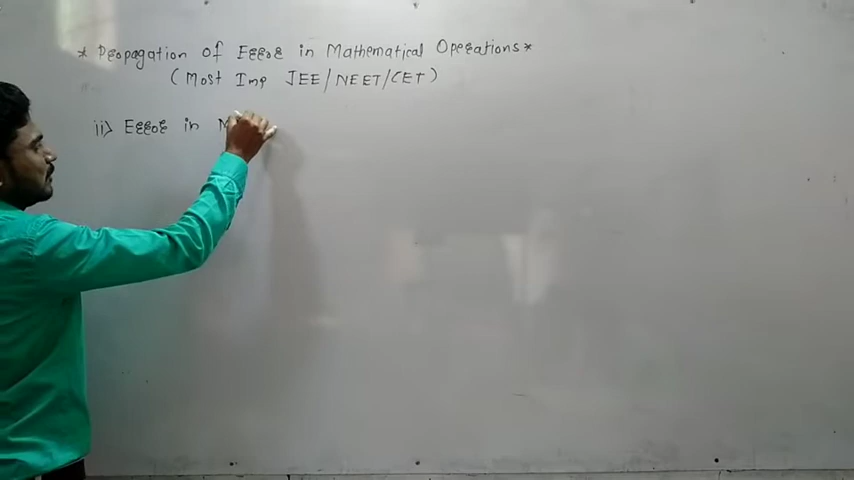 * Propagation of Error in Mathematical Operations *
(Most Imp JEE/NEET/CET)
ii> Error in M